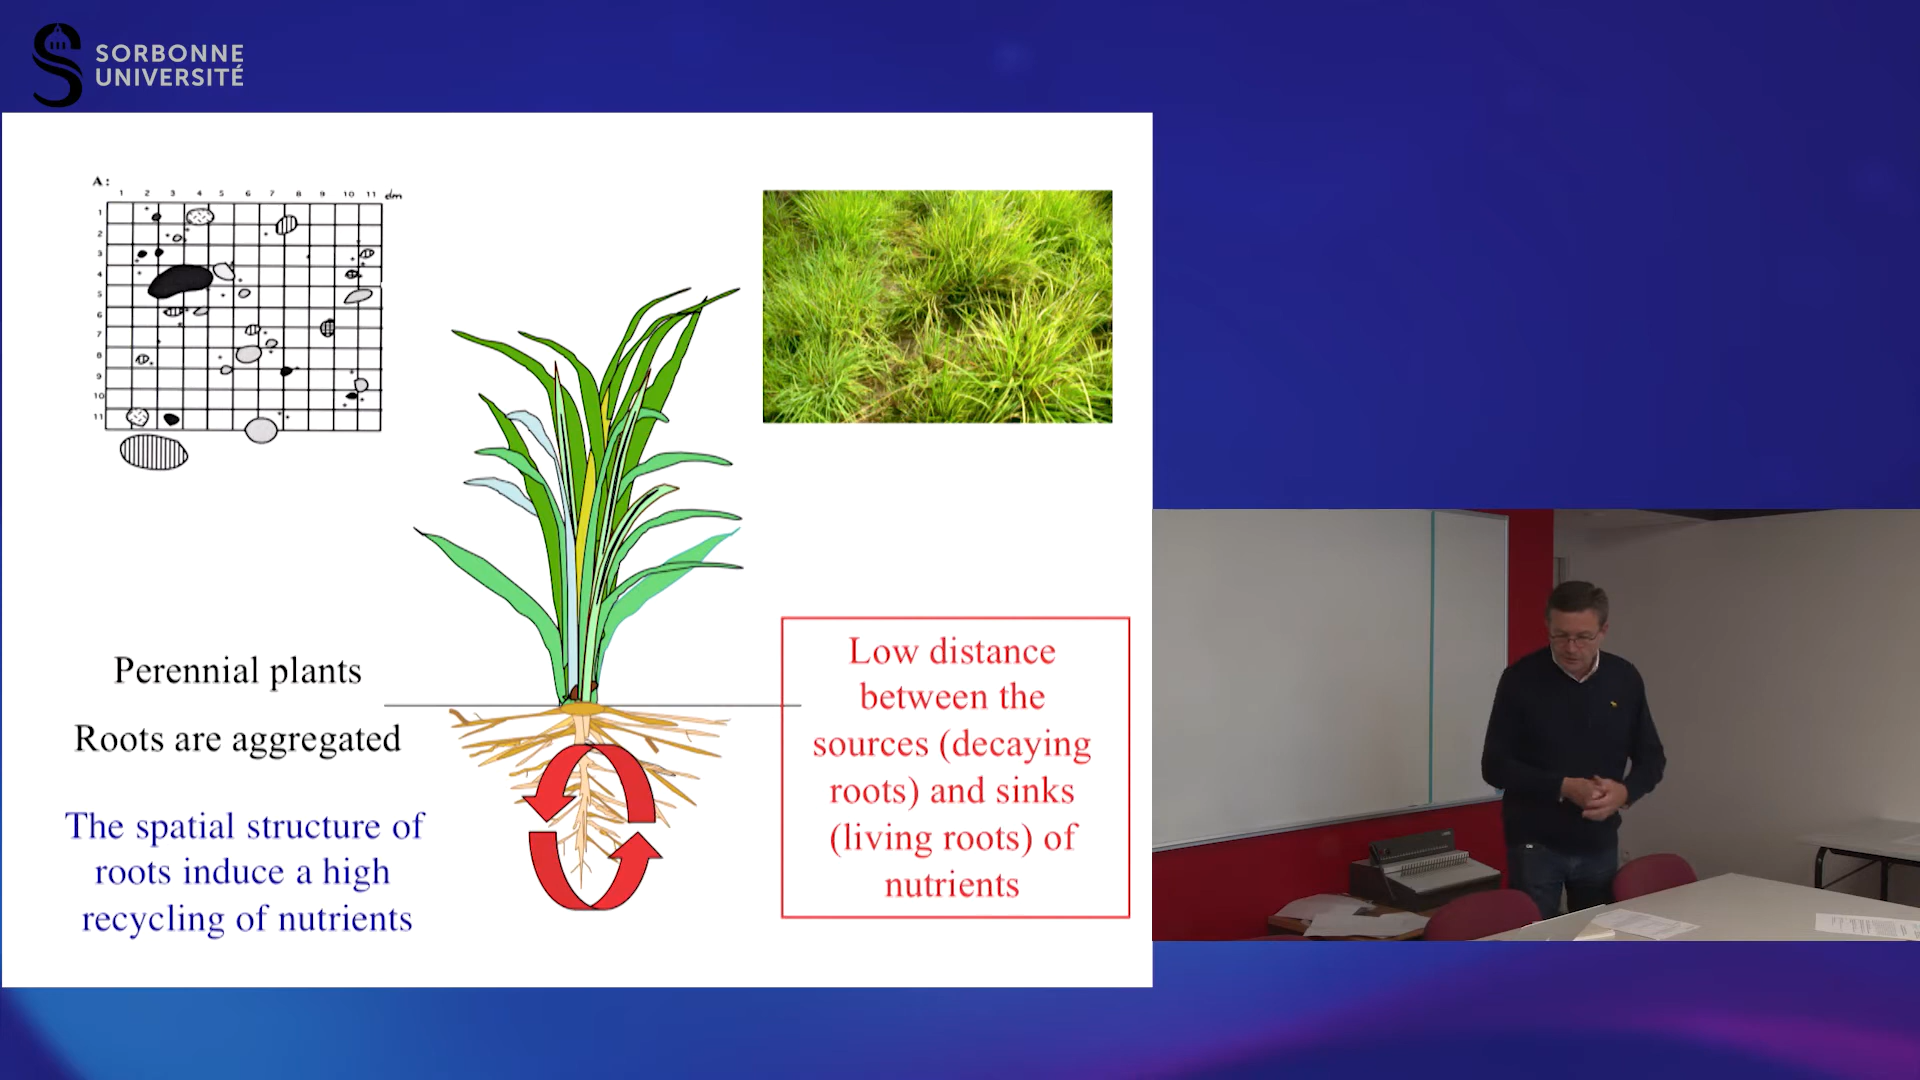 SORBONNE
UNIVERSITÉ
A:
1 2 3 4 5 6 7 8 9 10 11 dm
1
2
3
4
5
6
7
8
9
10
11
Perennial plants
Roots are aggregated
The spatial structure of
roots induce a high
recycling of nutrients
Low distance
between the
sources (decaying
roots) and sinks
(living roots) of
nutrients